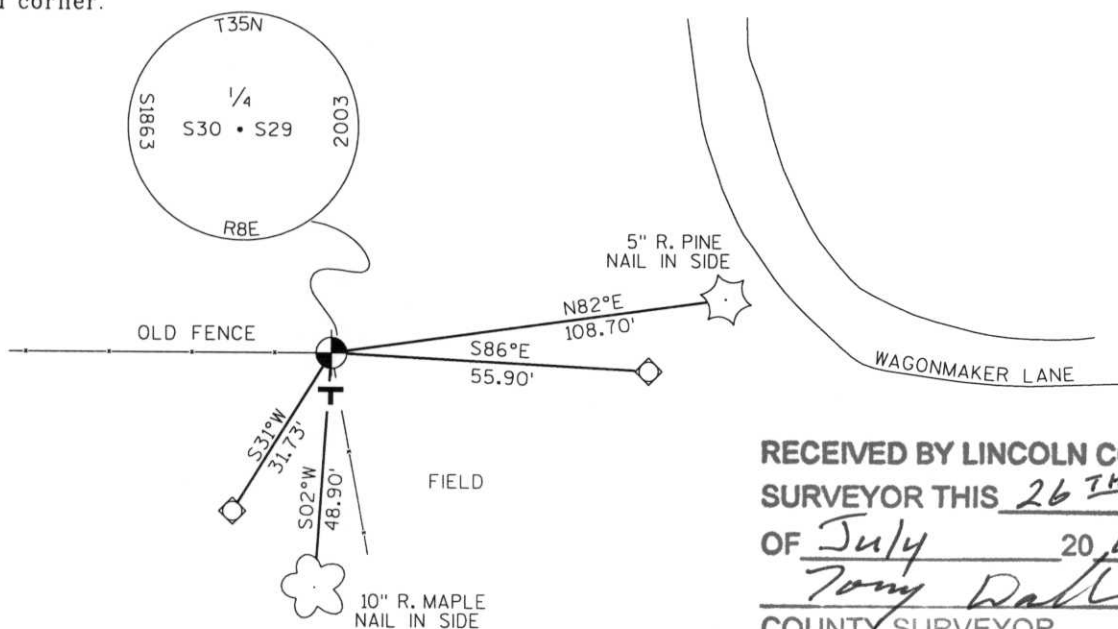 corner.
T35N
1/4
S1863
S30 • S29
2003
R8E
5" R. PINE
NAIL IN SIDE
N82°E
108.70'
OLD FENCE
S86°E
55.90'
WAGONMAKER LANE
S31°W
31.73'
S02°W
48.90'
T
FIELD
10" R. MAPLE
NAIL IN SIDE
RECEIVED BY LINCOLN
SURVEYOR THIS 26TH
OF July 20
Tony
COUNTY SURVEYOR